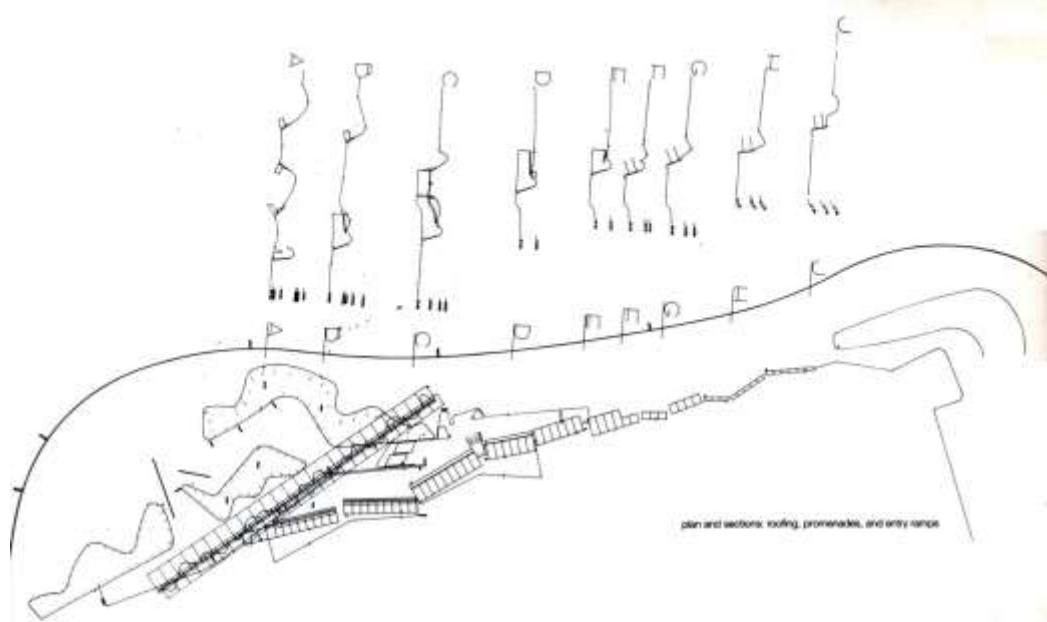 A B C D E F G H J
A B C D E F G H J
plan and sections: roofing, promenades, and entry ramps